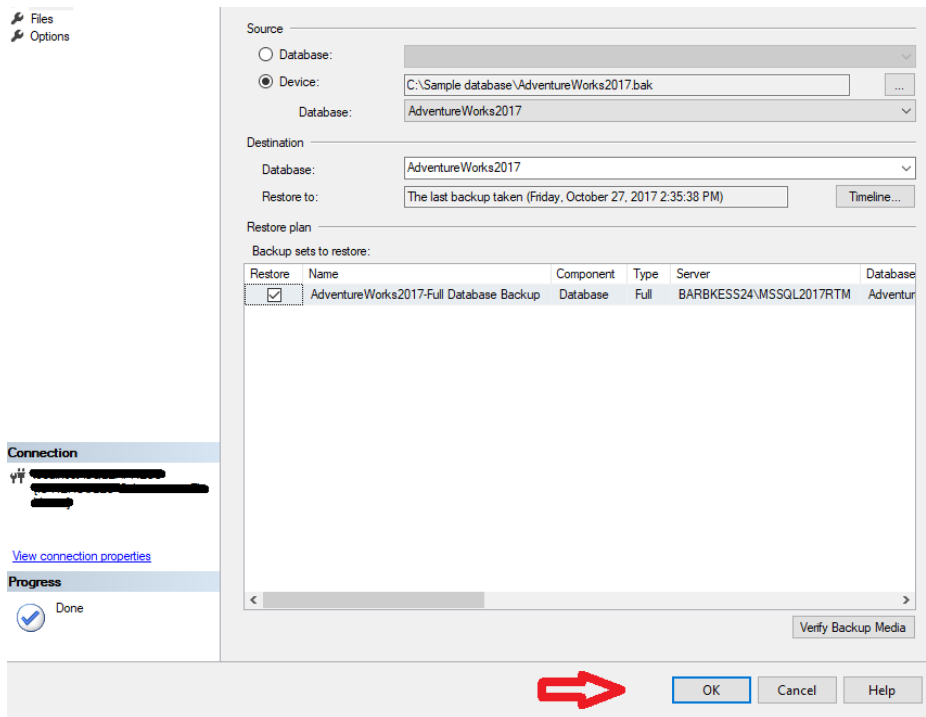 Files
Options
Source
Database:
Device:
C:\Sample database\AdventureWorks2017.bak
...
Database:
AdventureWorks2017
Destination
Database:
AdventureWorks2017
Restore to:
The last backup taken (Friday, October 27, 2017 2:35:38 PM)
Timeline...
Restore plan
Backup sets to restore:
Restore Name Component Type Server Database
AdventureWorks2017-Full Database Backup Database Full BARBKESS24\MSSQL2017RTM Adventur
Connection
View connection properties
Progress
Done
Verify Backup Media
OK Cancel Help